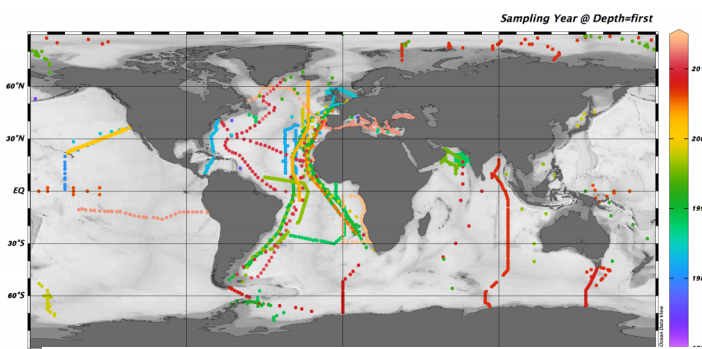 Sampling Year @ Depth=first
60°N
30°N
EQ
30°S
60°S
Ocean Data View